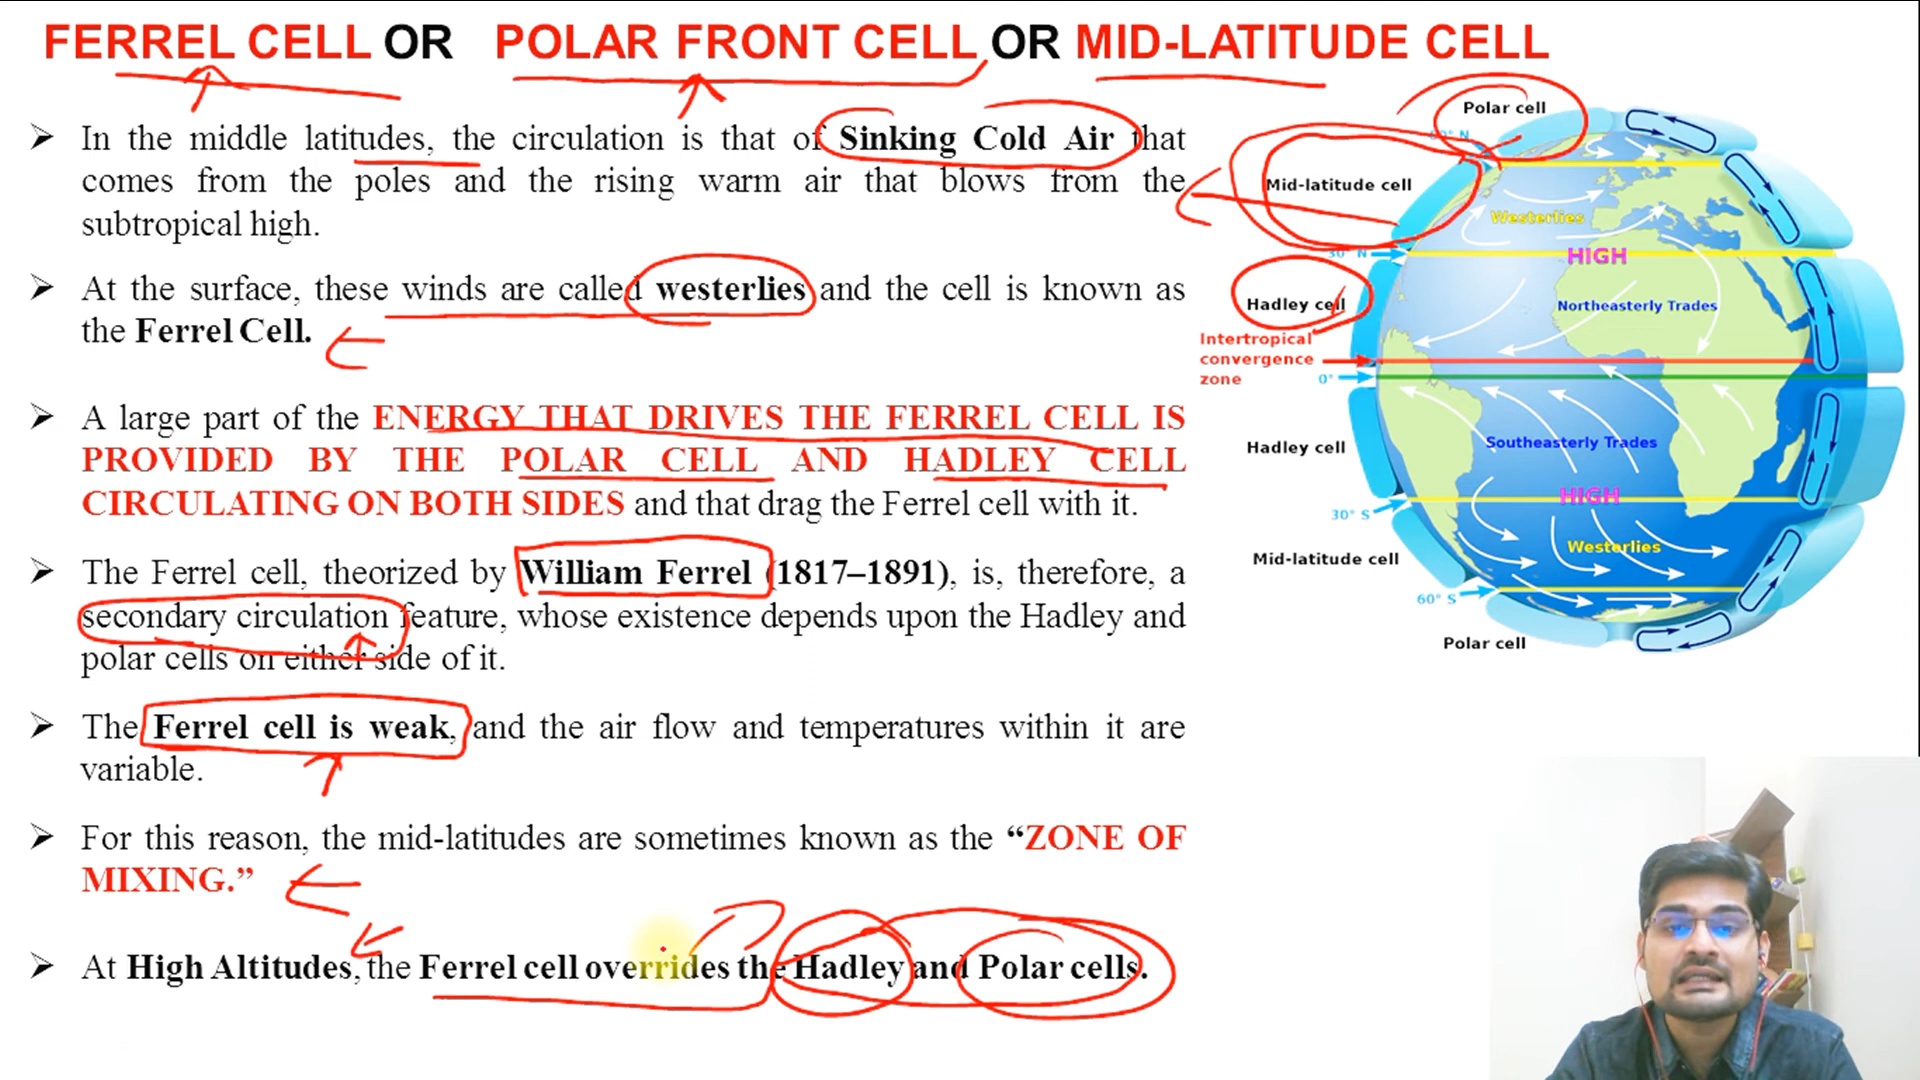 FERREL CELL OR POLAR FRONT CELL OR MID-LATITUDE CELL
➢ In the middle latitudes, the circulation is that of Sinking Cold Air that
comes from the poles and the rising warm air that blows from the
subtropical high.
➢ At the surface, these winds are called westerlies and the cell is known as
the Ferrel Cell.
➢ A large part of the ENERGY THAT DRIVES THE FERREL CELL IS
PROVIDED BY THE POLAR CELL AND HADLEY CELL
CIRCULATING ON BOTH SIDES and that drag the Ferrel cell with it.
➢ The Ferrel cell, theorized by William Ferrel (1817–1891), is, therefore, a
secondary circulation feature, whose existence depends upon the Hadley and
polar cells on either side of it.
➢ The Ferrel cell is weak, and the air flow and temperatures within it are
variable.
➢ For this reason, the mid-latitudes are sometimes known as the “ZONE OF
MIXING.”
➢ At High Altitudes, the Ferrel cell overrides the Hadley and Polar cells.
Polar cell
60° N
Mid-latitude cell
Westerlies
30° N
HIGH
Hadley cell
Northeasterly Trades
Intertropical
convergence
zone
0°
Hadley cell
Southeasterly Trades
HIGH
30° S
Westerlies
Mid-latitude cell
60° S
Polar cell